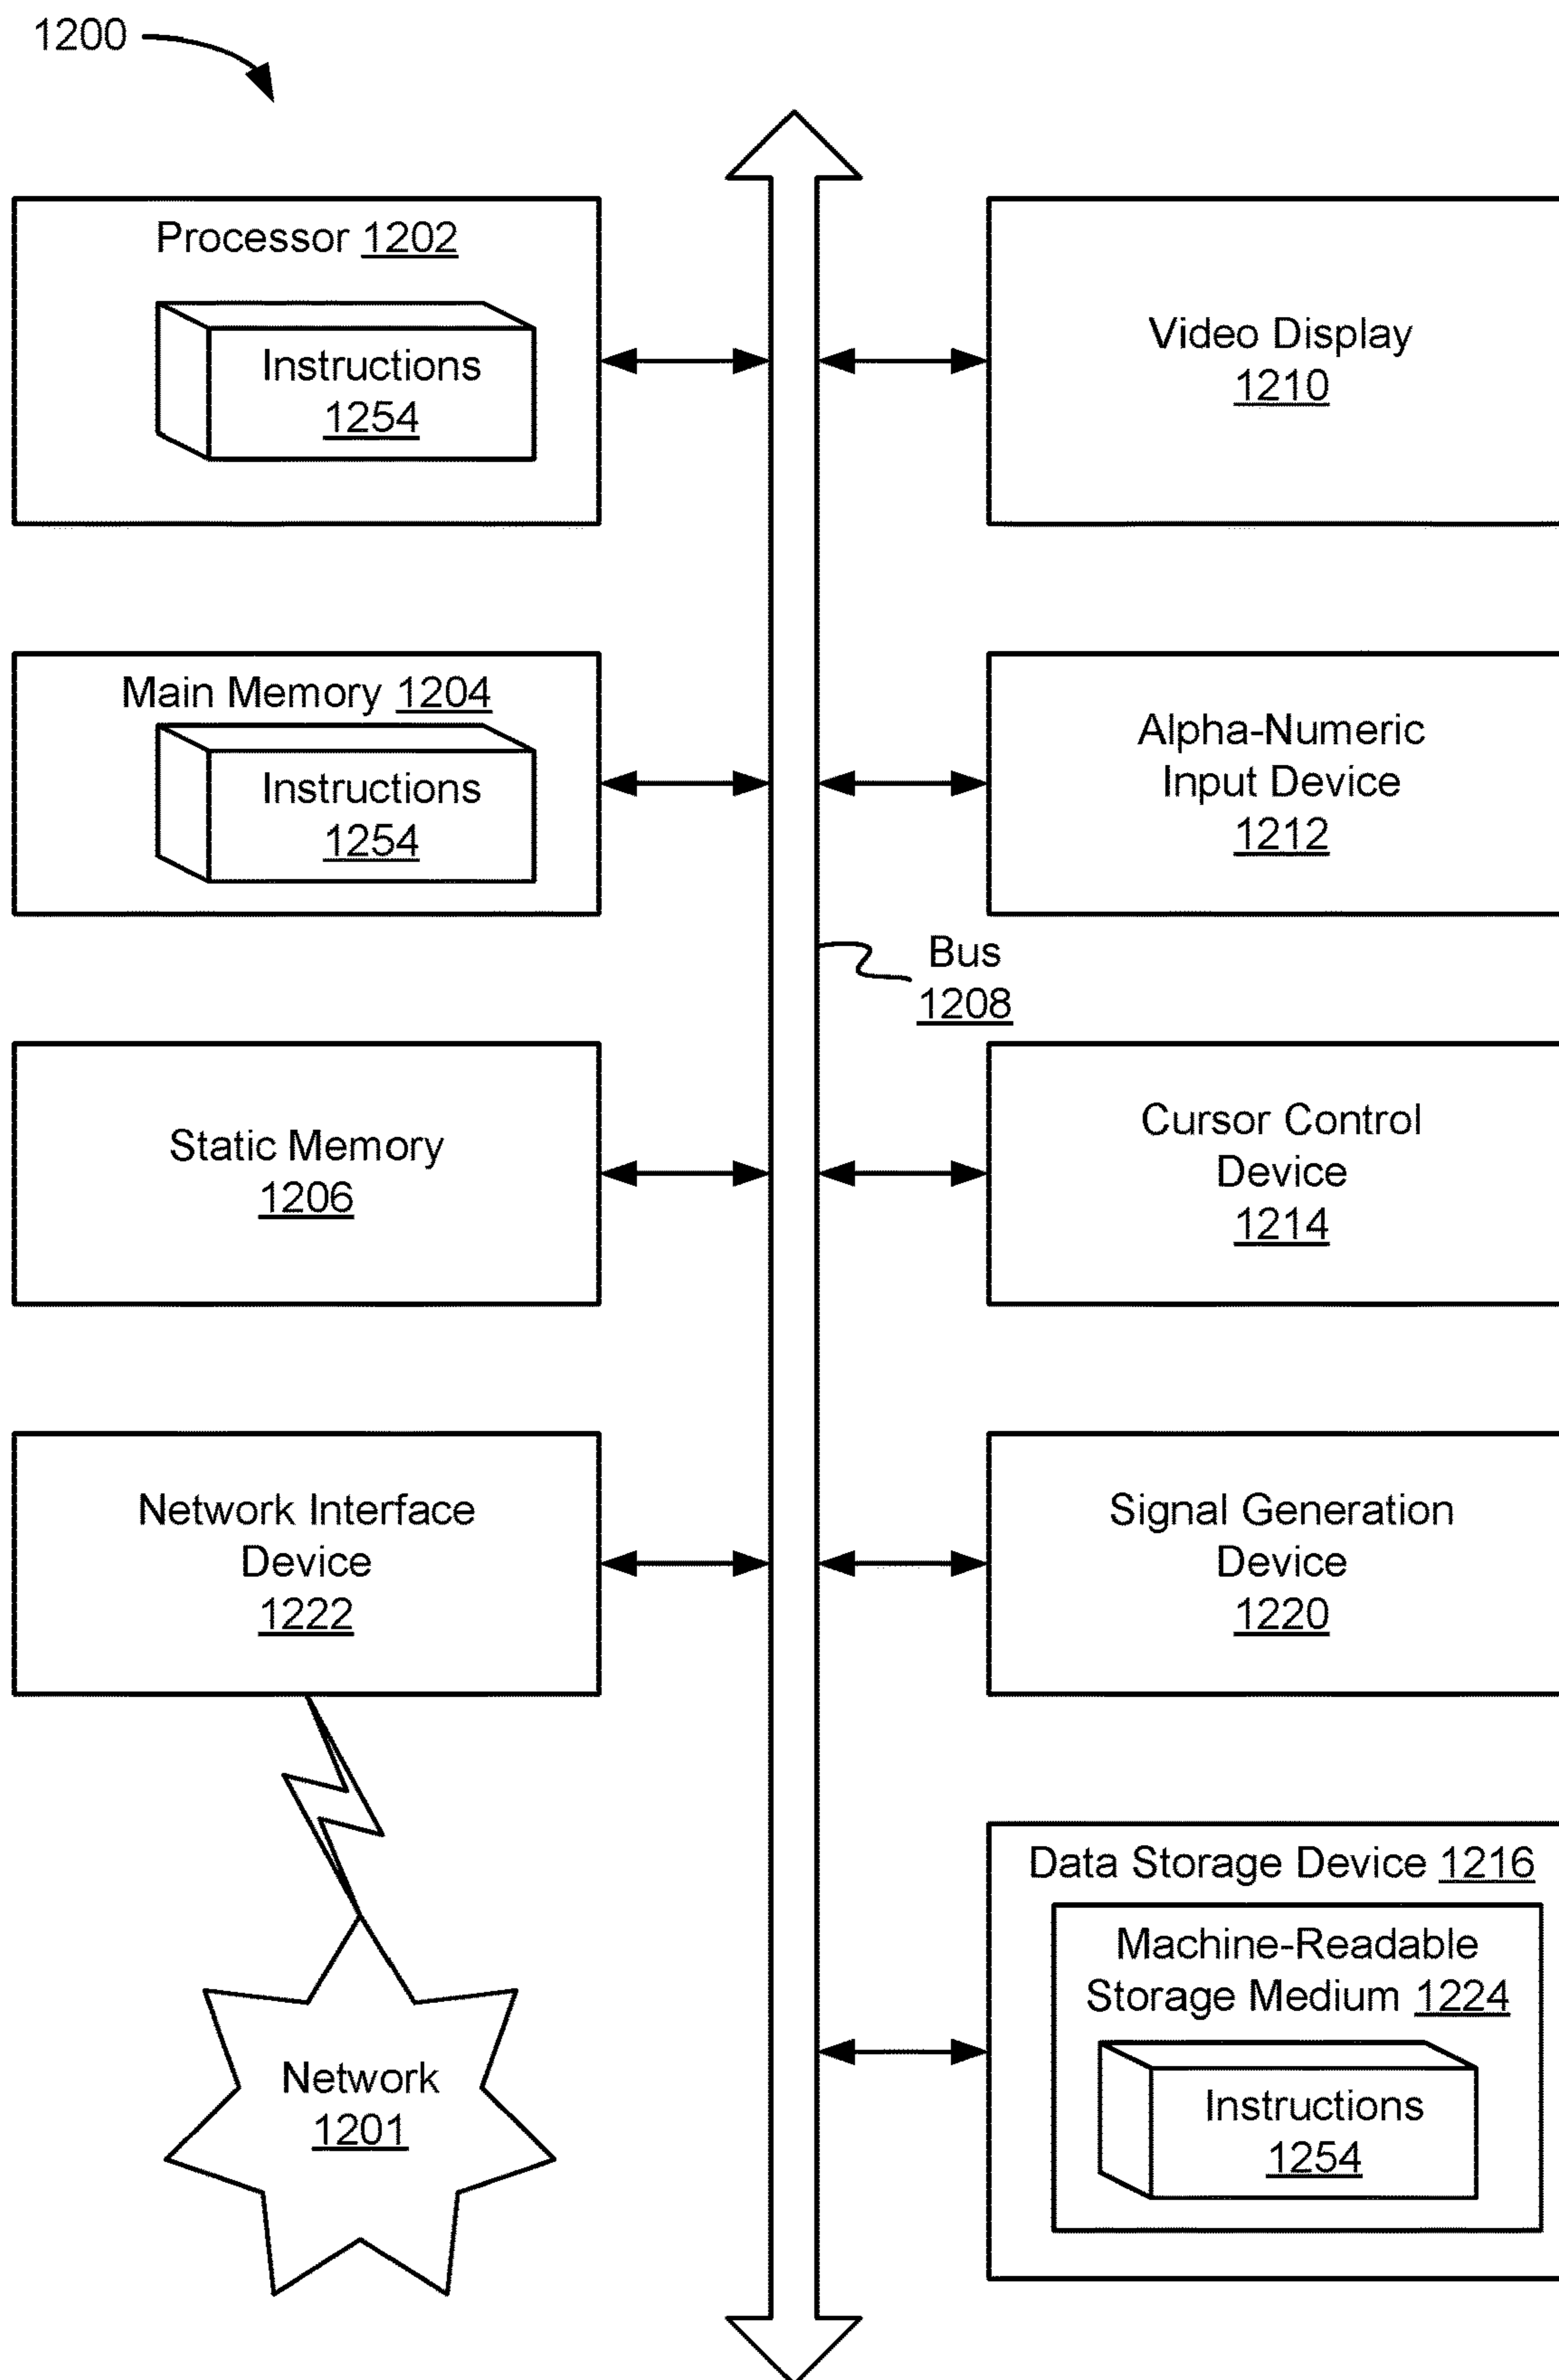 1200
Processor 1202
Instructions
1254
Video Display
1210
Main Memory 1204
Instructions
1254
Alpha-Numeric
Input Device
1212
Bus
1208
Static Memory
1206
Cursor Control
Device
1214
Network Interface
Device
1222
Signal Generation
Device
1220
Data Storage Device 1216
Machine-Readable
Storage Medium 1224
Instructions
1254
Network
1201